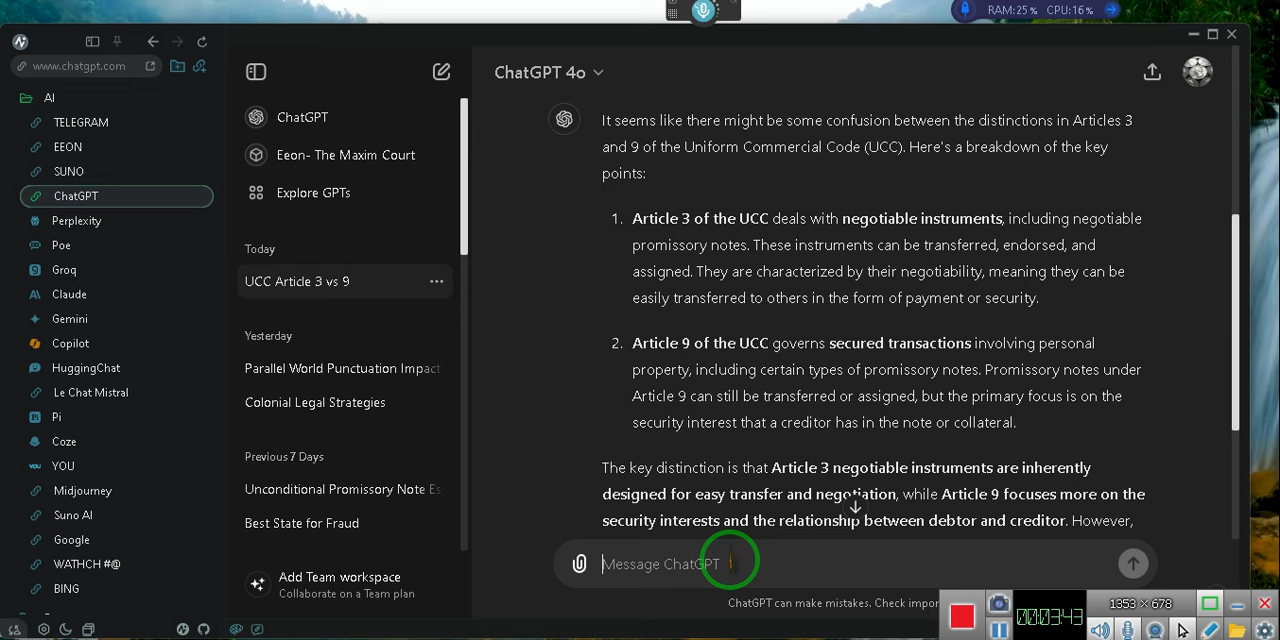 RAM:25% CPU:16%
www.chatgpt.com
AI
TELEGRAM
EEON
SUNO
ChatGPT
Perplexity
Poe
Groq
Claude
Gemini
Copilot
HuggingChat
Le Chat Mistral
Pi
Coze
YOU
Midjourney
Suno AI
Google
WATHCH #@
BING
ChatGPT
Eeon- The Maxim Court
Explore GPTs
Today
UCC Article 3 vs 9
Yesterday
Parallel World Punctuation Impact
Colonial Legal Strategies
Previous 7 Days
Unconditional Promissory Note Es
Best State for Fraud
Add Team workspace
Collaborate on a Team plan
ChatGPT 4o
It seems like there might be some confusion between the distinctions in Articles 3
and 9 of the Uniform Commercial Code (UCC). Here's a breakdown of the key
points:
1. Article 3 of the UCC deals with negotiable instruments, including negotiable
promissory notes. These instruments can be transferred, endorsed, and
assigned. They are characterized by their negotiability, meaning they can be
easily transferred to others in the form of payment or security.
2. Article 9 of the UCC governs secured transactions involving personal
property, including certain types of promissory notes. Promissory notes under
Article 9 can still be transferred or assigned, but the primary focus is on the
security interest that a creditor has in the note or collateral.
The key distinction is that Article 3 negotiable instruments are inherently
designed for easy transfer and negotiation, while Article 9 focuses more on the
security interests and the relationship between debtor and creditor. However,
Message ChatGPT
ChatGPT can make mistakes. Check impor
00:03:43
1353 × 678